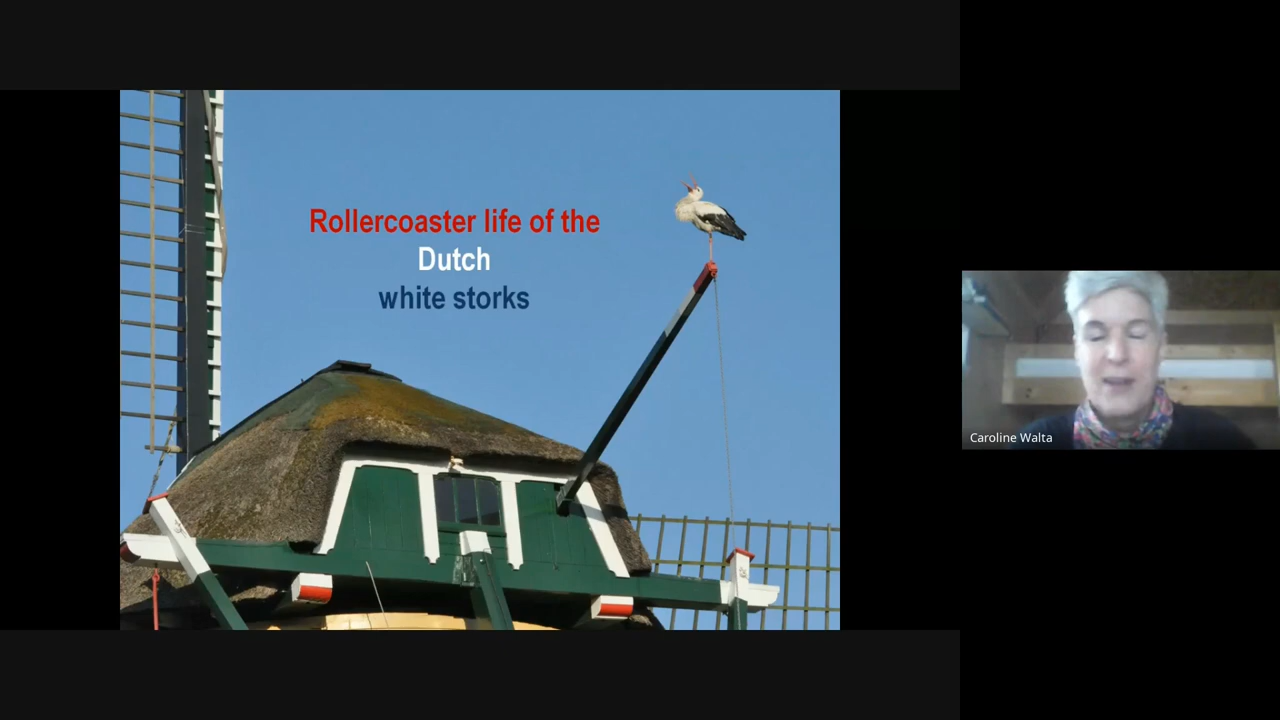 Rollercoaster life of the
Dutch
white storks
Caroline Walta